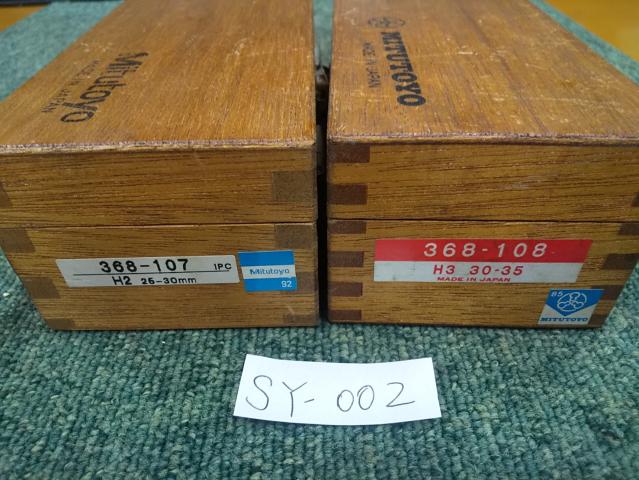 Mitutoyo
MADE IN JAPAN
MITUTOYO
MADE IN JAPAN
368-107 IPC
H2 25-30mm
Mitutoyo
92
368-108
H3 30-35
MADE IN JAPAN
85
MITUTOYO
SY-002